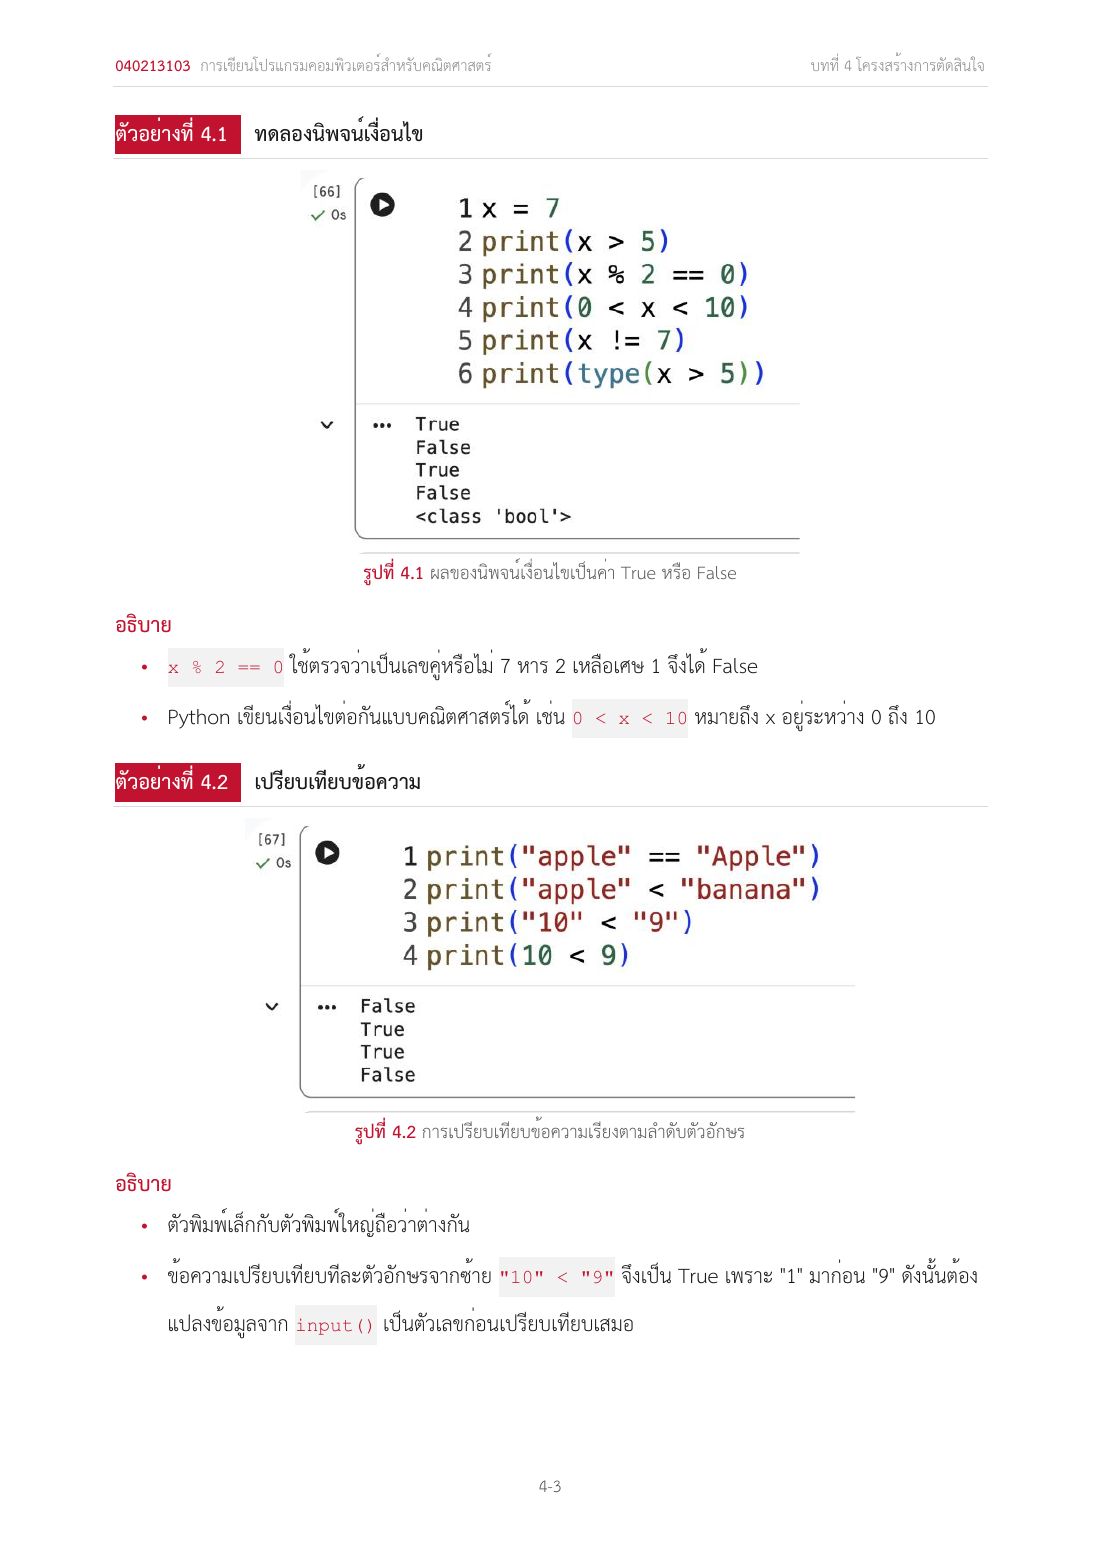 040213103 การเขียนโปรแกรมคอมพิวเตอร์สำหรับคณิตศาสตร์ บทที่ 4 โครงสร้างการตัดสินใจ
ตัวอย่างที่ 4.1 ทดลองนิพจน์เงื่อนไข
[66]
0s
1 x = 7
2 print(x > 5)
3 print(x % 2 == 0)
4 print(0 < x < 10)
5 print(x != 7)
6 print(type(x > 5))
True
False
True
False
<class 'bool'>
รูปที่ 4.1 ผลของนิพจน์เงื่อนไขเป็นค่า True หรือ False
อธิบาย
• x % 2 == 0 ใช้ตรวจว่าเป็นเลขคู่หรือไม่ 7 หาร 2 เหลือเศษ 1 จึงได้ False
• Python เขียนเงื่อนไขต่อกันแบบคณิตศาสตร์ได้ เช่น 0 < x < 10 หมายถึง x อยู่ระหว่าง 0 ถึง 10
ตัวอย่างที่ 4.2 เปรียบเทียบข้อความ
[67]
0s
1 print("apple" == "Apple")
2 print("apple" < "banana")
3 print("10" < "9")
4 print(10 < 9)
False
True
True
False
รูปที่ 4.2 การเปรียบเทียบข้อความเรียงตามลำดับตัวอักษร
อธิบาย
• ตัวพิมพ์เล็กกับตัวพิมพ์ใหญ่ถือว่าต่างกัน
• ข้อความเปรียบเทียบทีละตัวอักษรจากซ้าย "10" < "9" จึงเป็น True เพราะ "1" มาก่อน "9" ดังนั้นต้อง
แปลงข้อมูลจาก input() เป็นตัวเลขก่อนเปรียบเทียบเสมอ
4-3